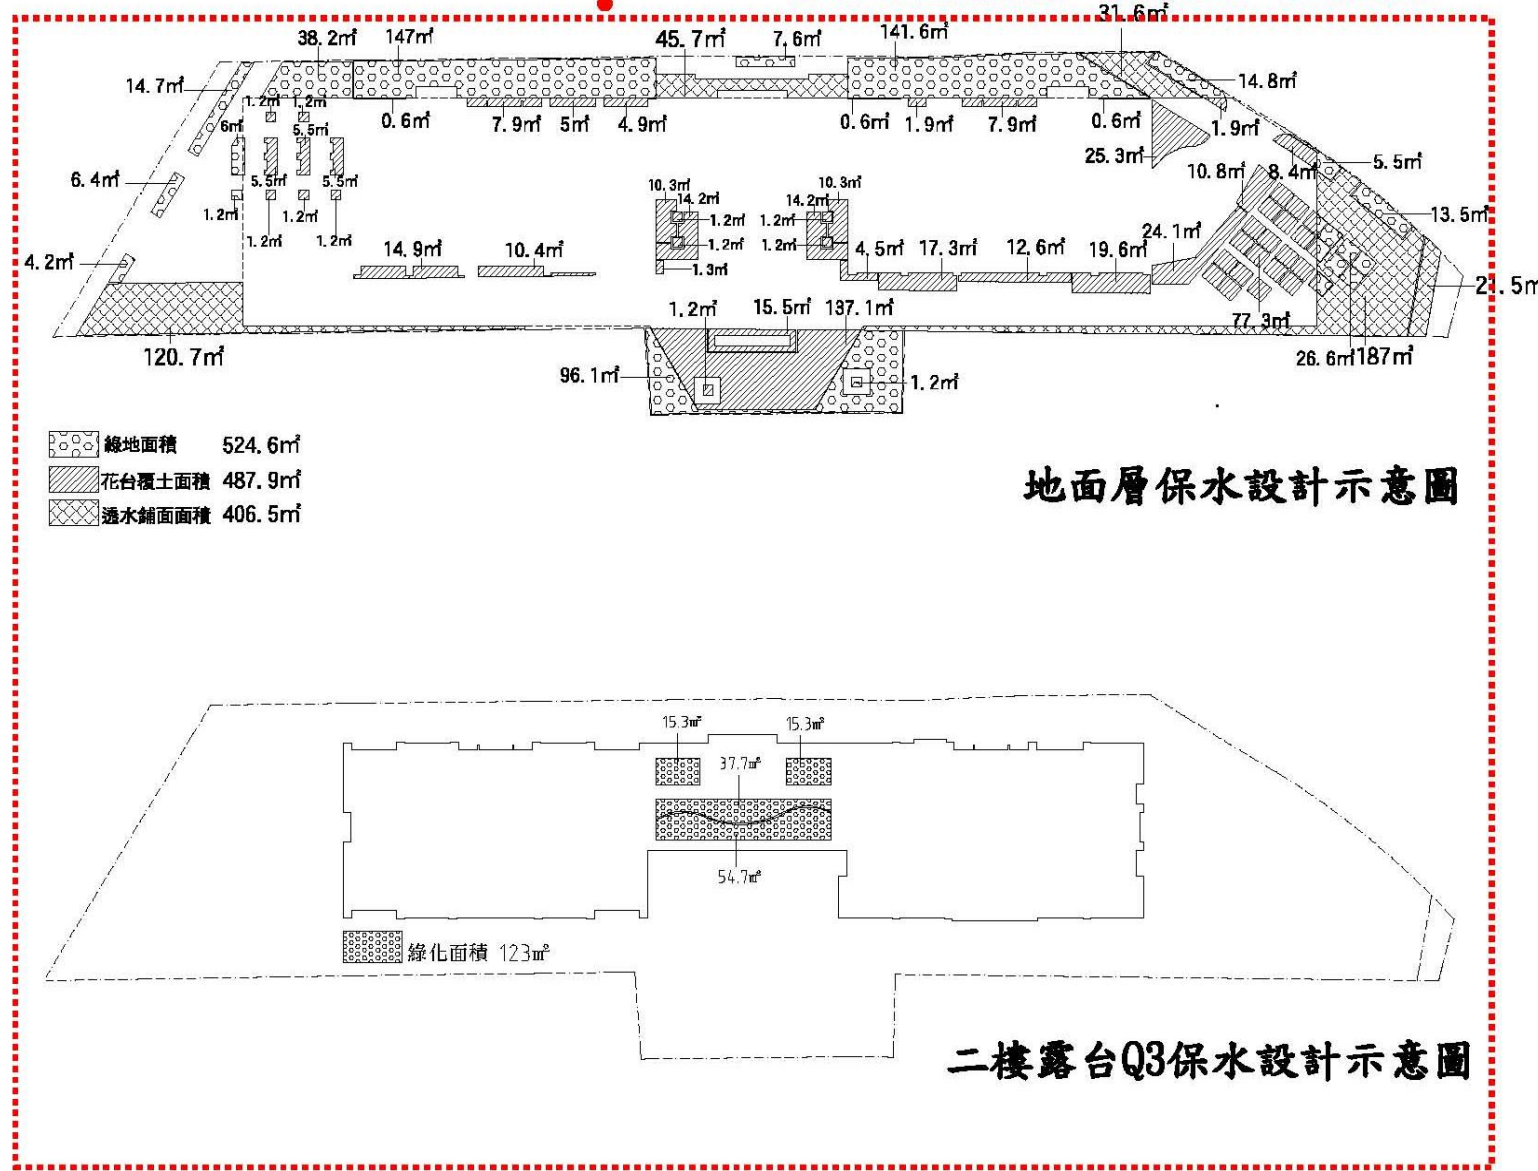 31.6㎡
38.2㎡ 147㎡ 45.7㎡ 7.6㎡ 141.6㎡
14.7㎡ 14.8㎡
1.2㎡ 1.2㎡
6㎡ 5.5㎡ 0.6㎡ 7.9㎡ 5㎡ 4.9㎡ 0.6㎡ 1.9㎡ 7.9㎡ 0.6㎡ 1.9㎡
25.3㎡ 5.5㎡
6.4㎡ 5.5㎡ 5.5㎡ 10.3㎡ 10.3㎡ 10.8㎡ 8.4㎡
14.2㎡ 14.2㎡
1.2㎡ 1.2㎡ 1.2㎡ 1.2㎡ 13.5㎡
1.2㎡ 1.2㎡ 1.2㎡ 1.2㎡ 24.1㎡
4.2㎡ 14.9㎡ 10.4㎡ 1.3㎡ 4.5㎡ 17.3㎡ 12.6㎡ 19.6㎡
21.5㎡
1.2㎡ 15.5㎡ 137.1㎡ 77.3㎡
120.7㎡ 26.6㎡ 187㎡
96.1㎡ 1.2㎡
綠地面積 524.6㎡
花台覆土面積 487.9㎡
透水鋪面面積 406.5㎡
地面層保水設計示意圖
15.3㎡ 15.3㎡
37.7㎡
54.7㎡
綠化面積 123㎡
二樓露台Q3保水設計示意圖